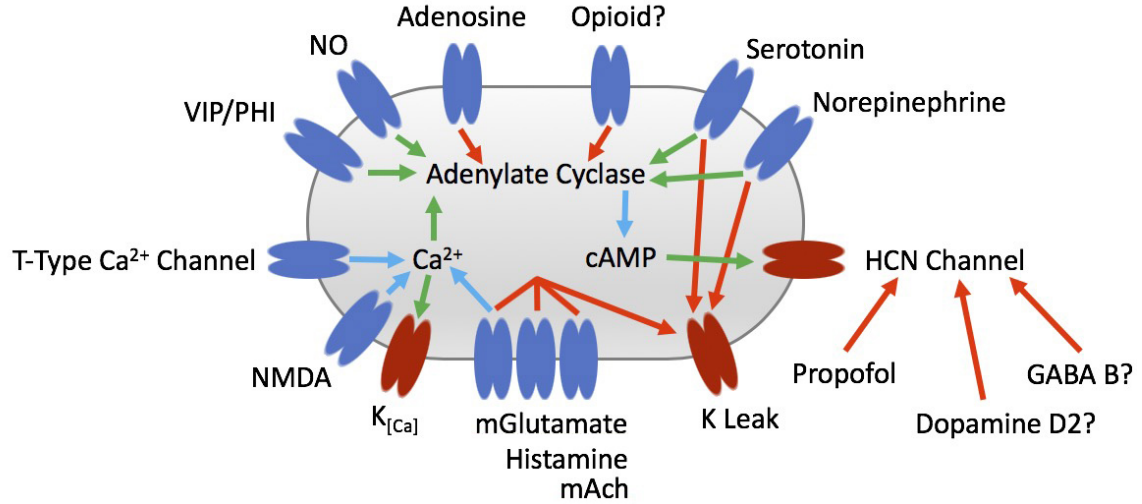 Adenosine
Opioid?
NO
Serotonin
VIP/PHI
Norepinephrine
Adenylate Cyclase
T-Type Ca²⁺ Channel
Ca²⁺
cAMP
HCN Channel
NMDA
Propofol
GABA B?
K[Ca]
mGlutamate
K Leak
Dopamine D2?
Histamine
mAch